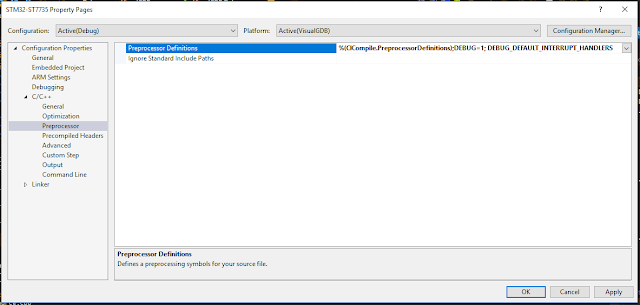 STM32-ST7735 Property Pages
? ×
Configuration: Active(Debug) Platform: Active(VisualGDB) Configuration Manager...
Configuration Properties
General
Embedded Project
ARM Settings
Debugging
C/C++
General
Optimization
Preprocessor
Precompiled Headers
Advanced
Custom Step
Output
Command Line
Linker
Preprocessor Definitions %(ClCompile.PreprocessorDefinitions);DEBUG=1; DEBUG_DEFAULT_INTERRUPT_HANDLERS
Ignore Standard Include Paths
Preprocessor Definitions
Defines a preprocessing symbols for your source file.
OK Cancel Apply